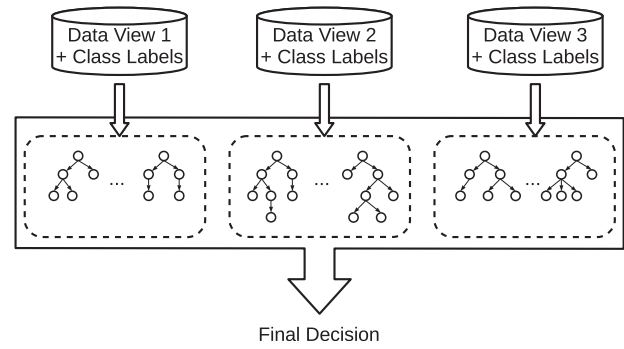 Data View 1
+ Class Labels
Data View 2
+ Class Labels
Data View 3
+ Class Labels
...
...
...
Final Decision